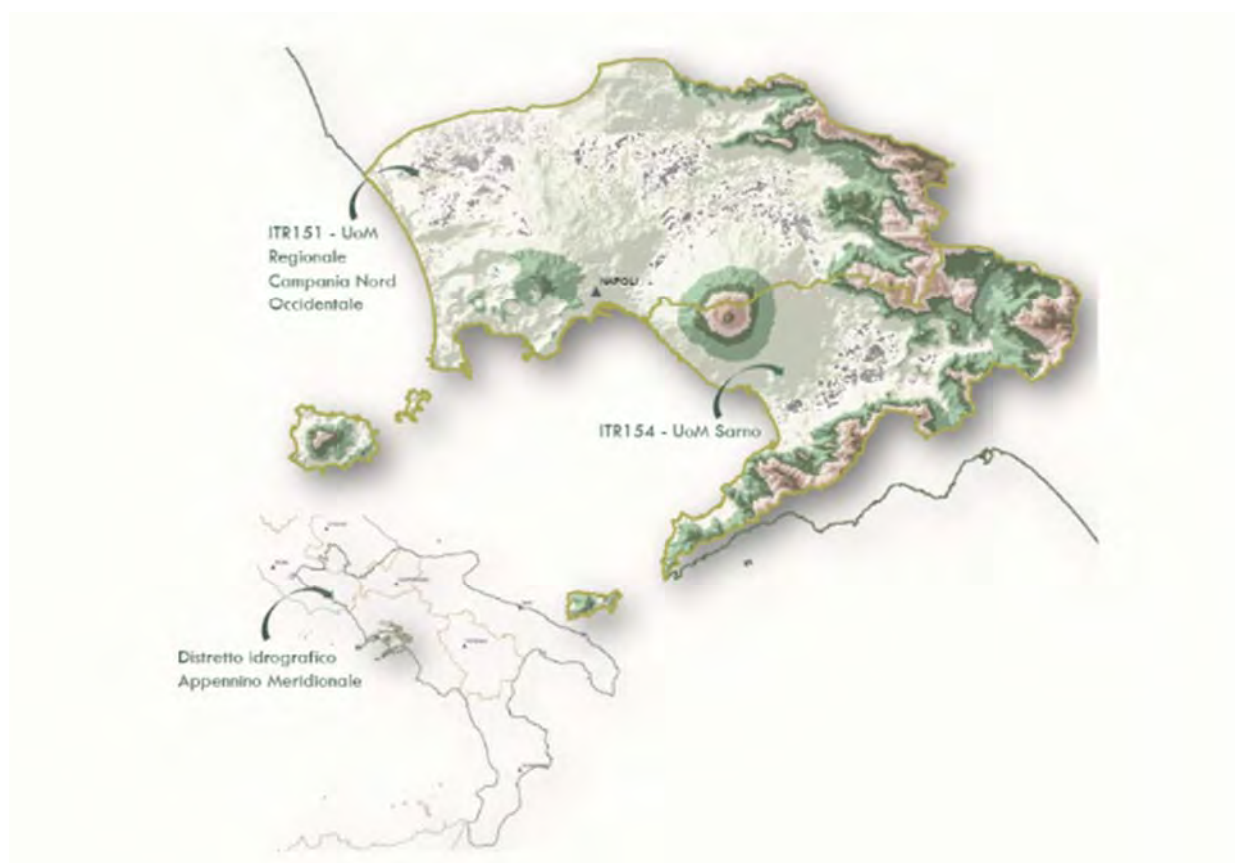 ITR151 - UoM
Regionale
Campania Nord
Occidentale
NAPOLI
ITR154 - UoM Sarno
Distretto Idrografico
Appennino Meridionale